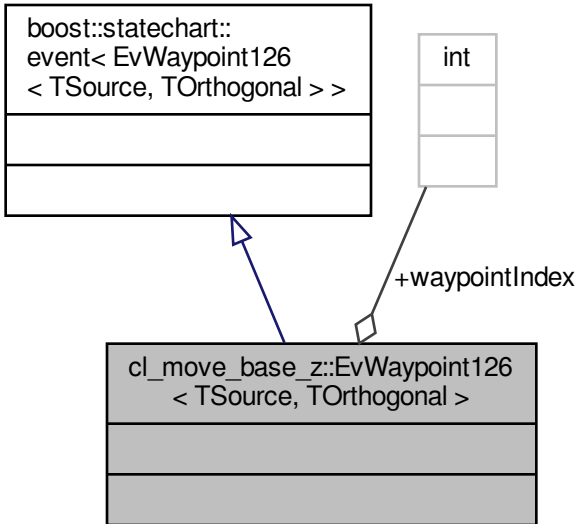 boost::statechart::
event< EvWaypoint126
< TSource, TOrthogonal > >
int
+waypointIndex
cl_move_base_z::EvWaypoint126
< TSource, TOrthogonal >